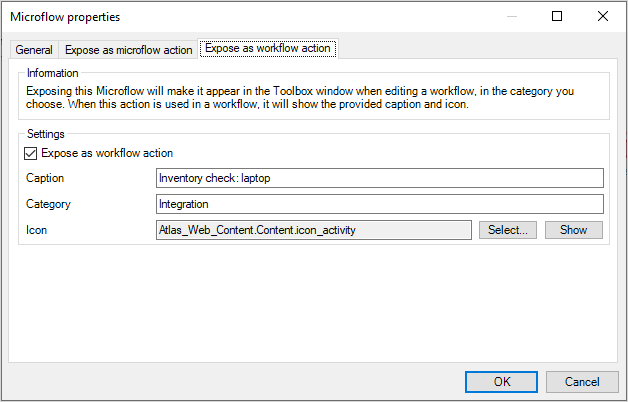 Microflow properties
General Expose as microflow action Expose as workflow action
Information
Exposing this Microflow will make it appear in the Toolbox window when editing a workflow, in the category you
choose. When this action is used in a workflow, it will show the provided caption and icon.
Settings
Expose as workflow action
Caption Inventory check: laptop
Category Integration
Icon Atlas_Web_Content.Content.icon_activity Select... Show
OK Cancel